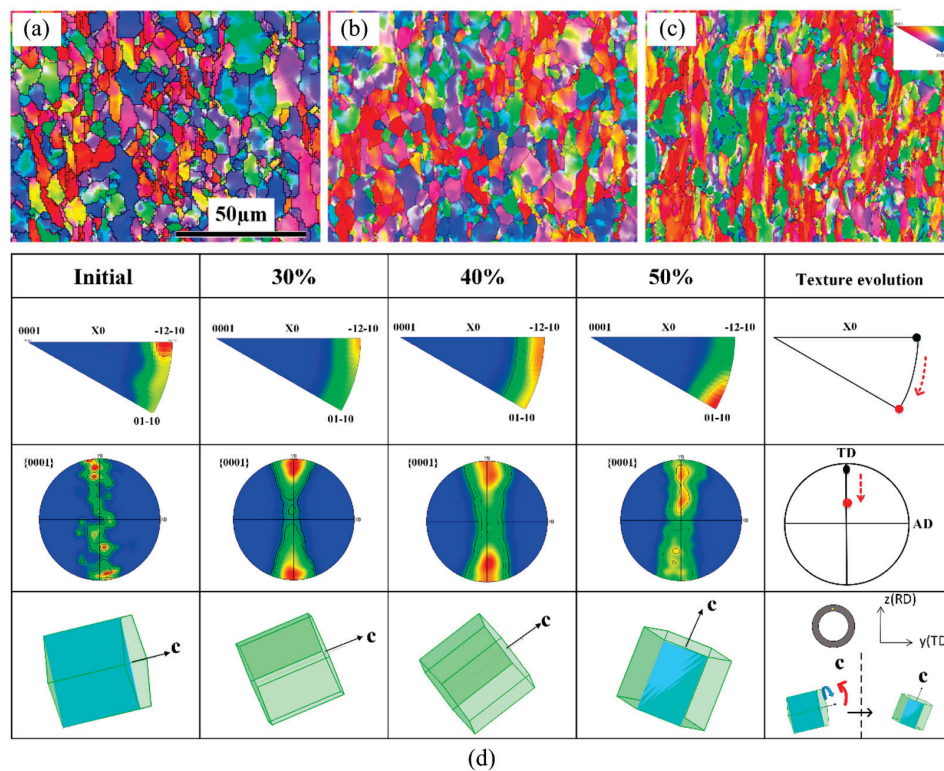 (a) (b) (c)
50μm
Initial 30% 40% 50% Texture evolution
0001 X0 -12-10 0001 X0 -12-10 0001 X0 -12-10 0001 X0 -12-10 X0
01-10 01-10 01-10 01-10
{0001} {0001} {0001} {0001} TD
AD
c c c c z(RD)
y(TD
c
c
(d)